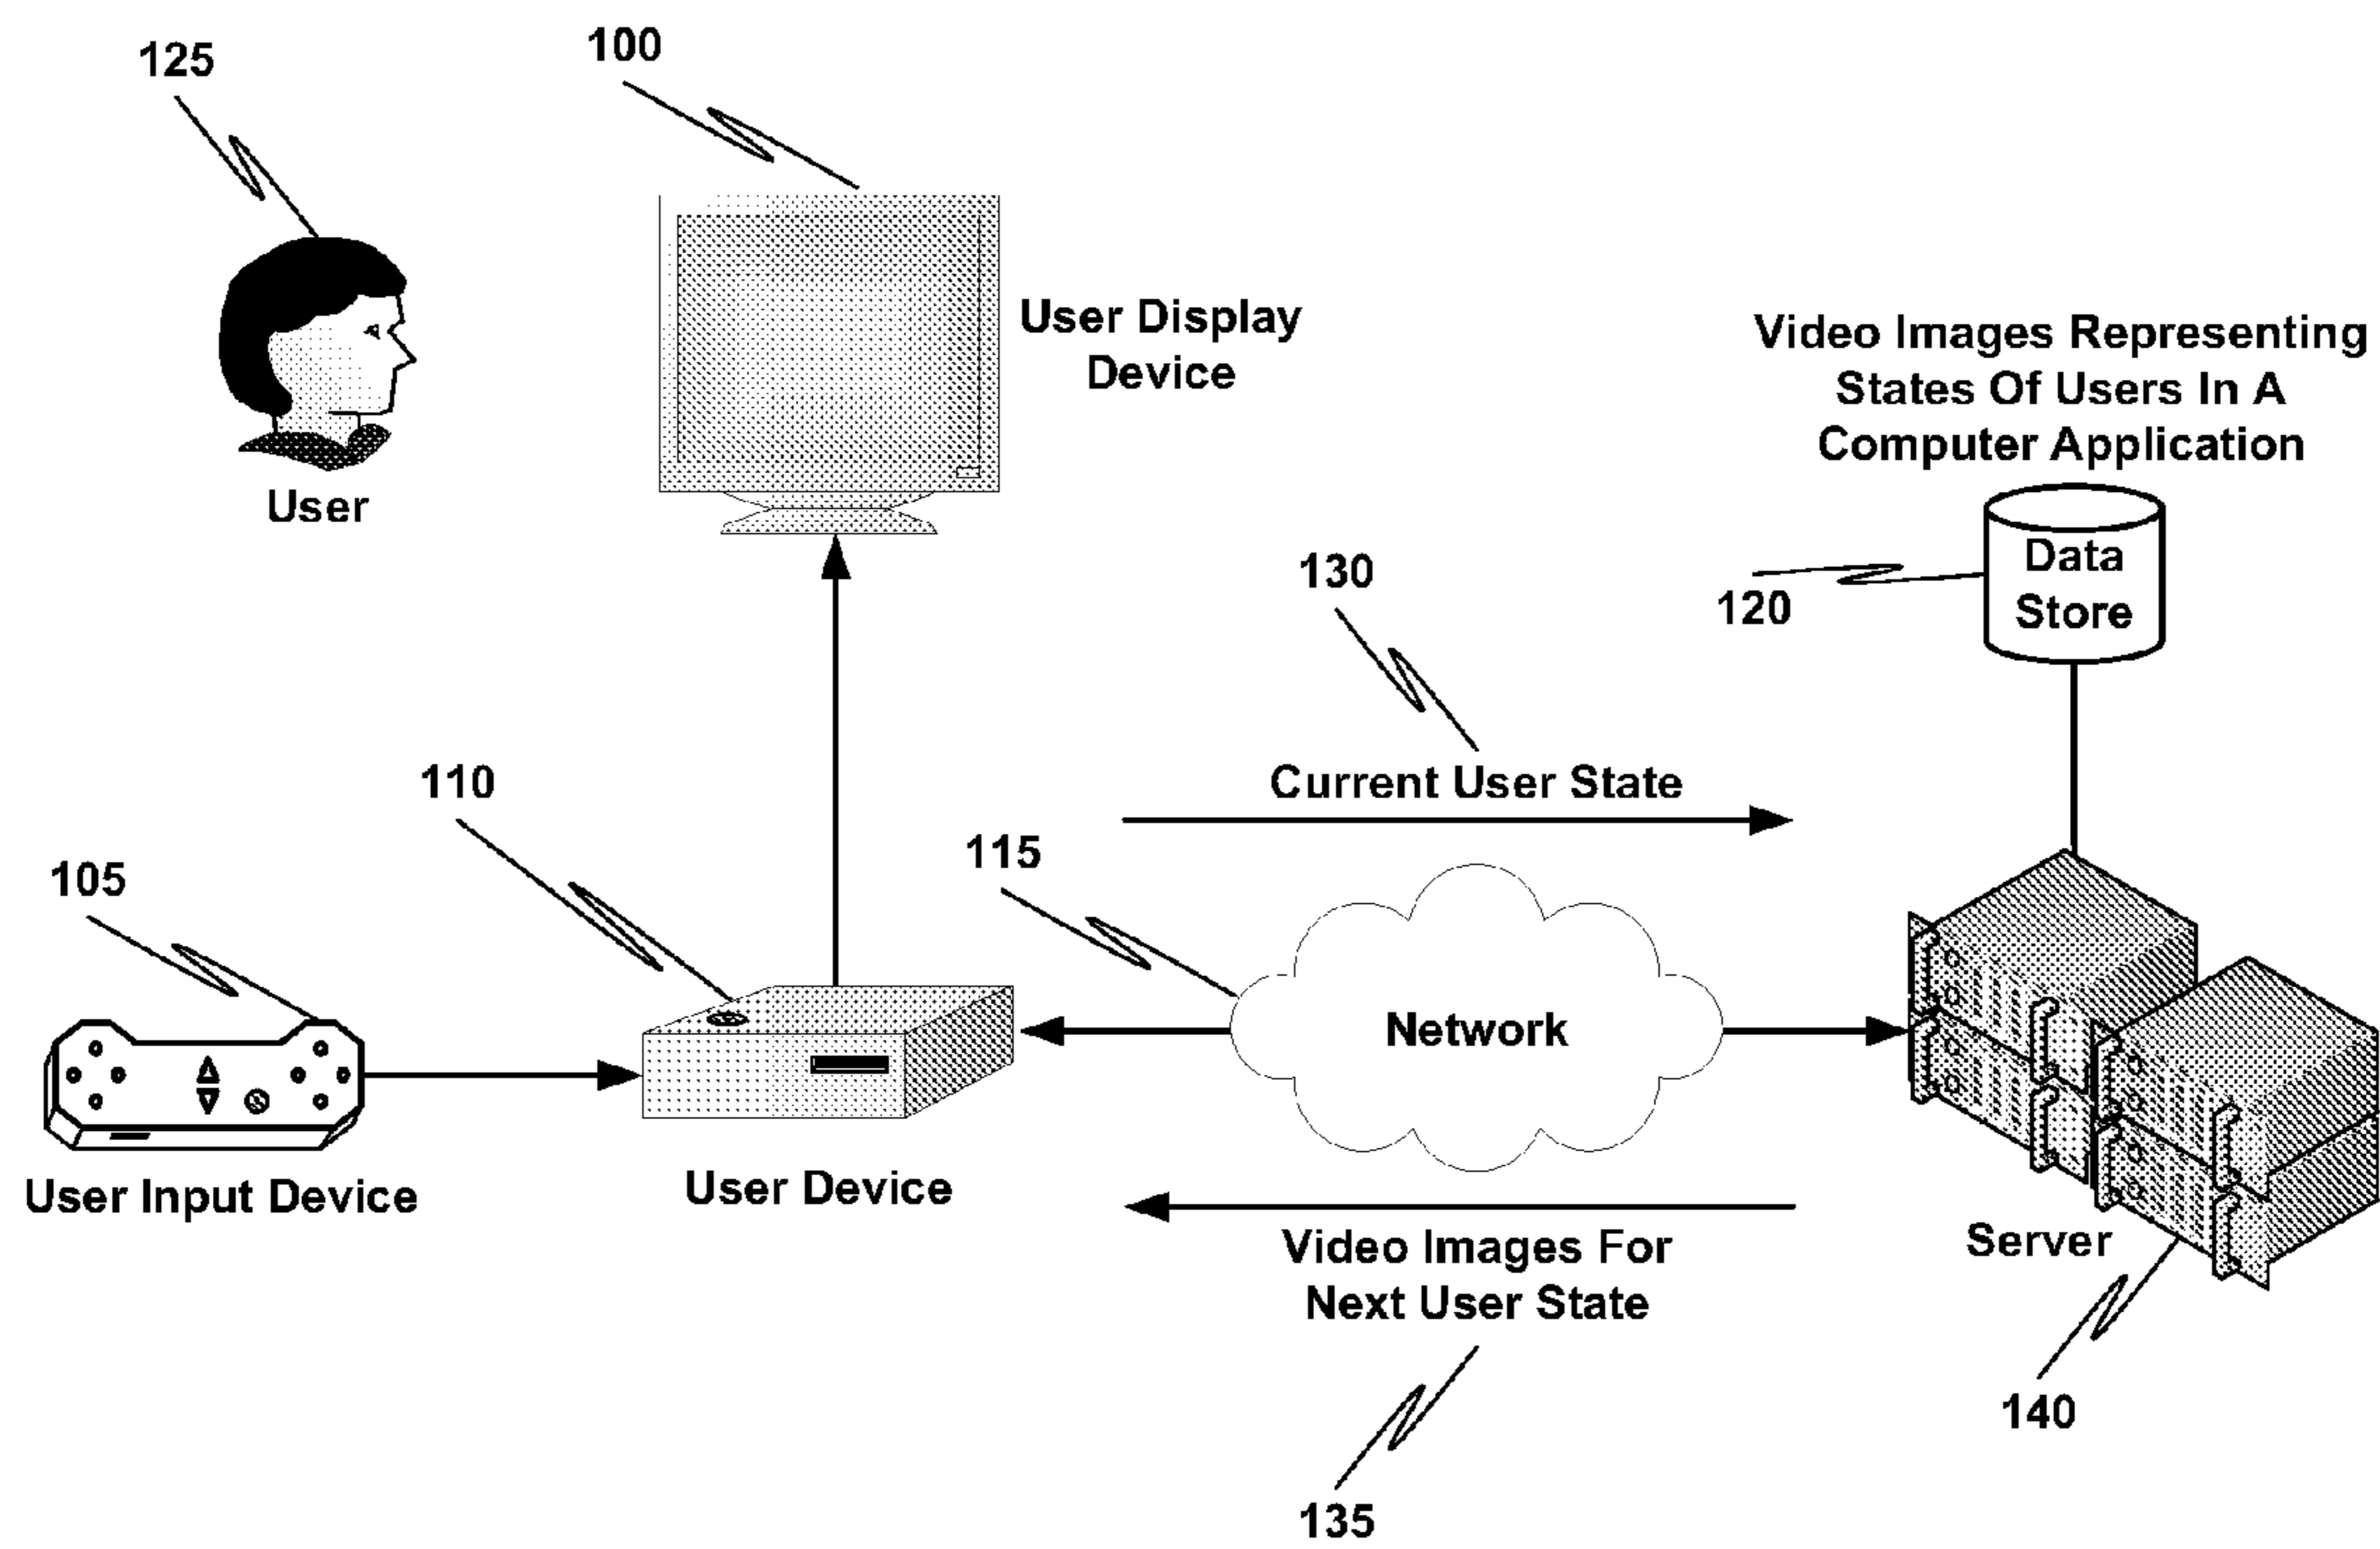 125
100
User
User Display
Device
Video Images Representing
States Of Users In A
Computer Application
Data
Store
120
130
Current User State
110
115
105
Network
User Input Device
User Device
Video Images For
Next User State
Server
135
140